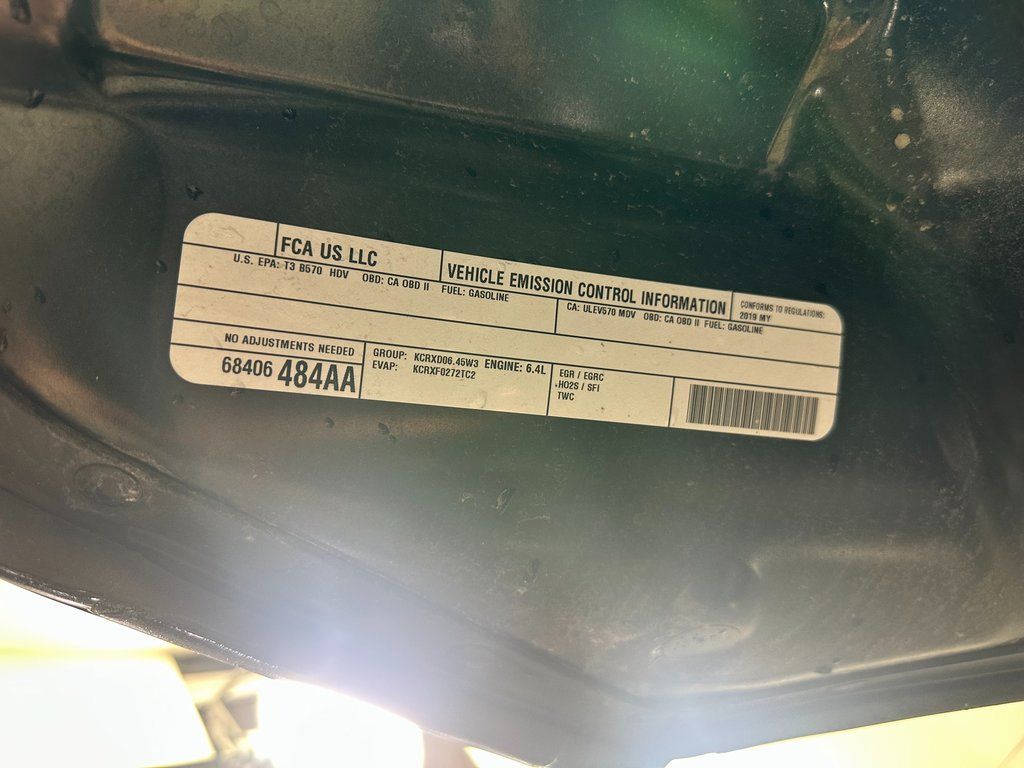 FCA US LLC
VEHICLE EMISSION CONTROL INFORMATION
CONFORMS TO REGULATIONS:
2019 MY
U.S. EPA: T3 B570 HDV OBD: CA OBD II FUEL: GASOLINE
CA: ULEV570 MDV OBD: CA OBD II FUEL: GASOLINE
NO ADJUSTMENTS NEEDED
68406 484AA
GROUP: KCRXD06.45W3 ENGINE: 6.4L
EVAP: KCRXF0272TC2
EGR / EGRC
HO2S / SFI
TWC